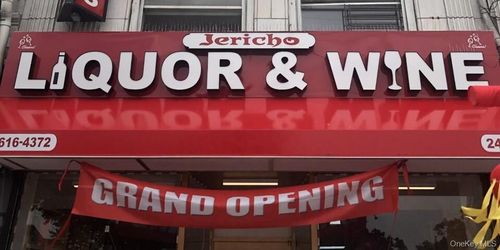 Jericho
LIQUOR & WINE
616-4372
24
GRAND OPENING
OneKey MLS